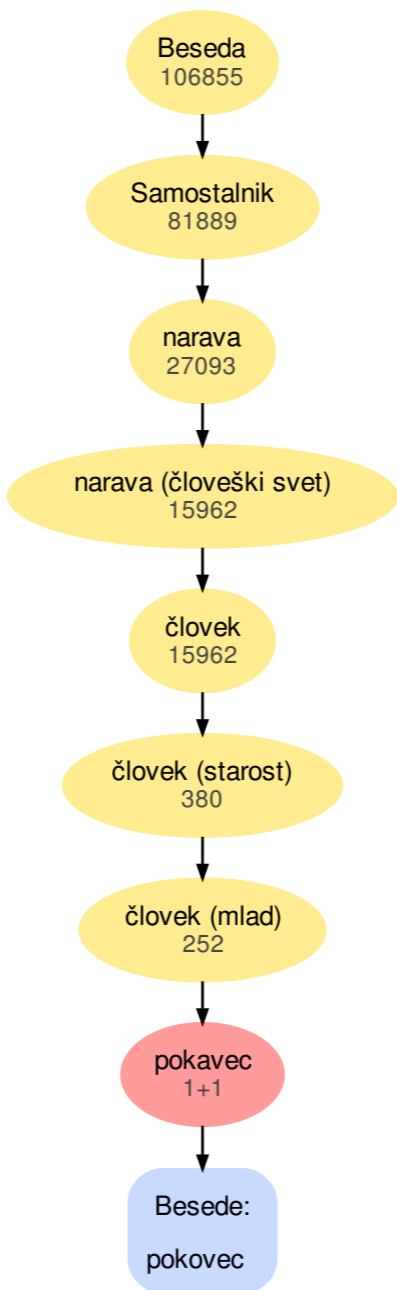 Beseda
106855
Samostalnik
81889
narava
27093
narava (človeški svet)
15962
človek
15962
človek (starost)
380
človek (mlad)
252
pokavec
1+1
Besede:
pokovec